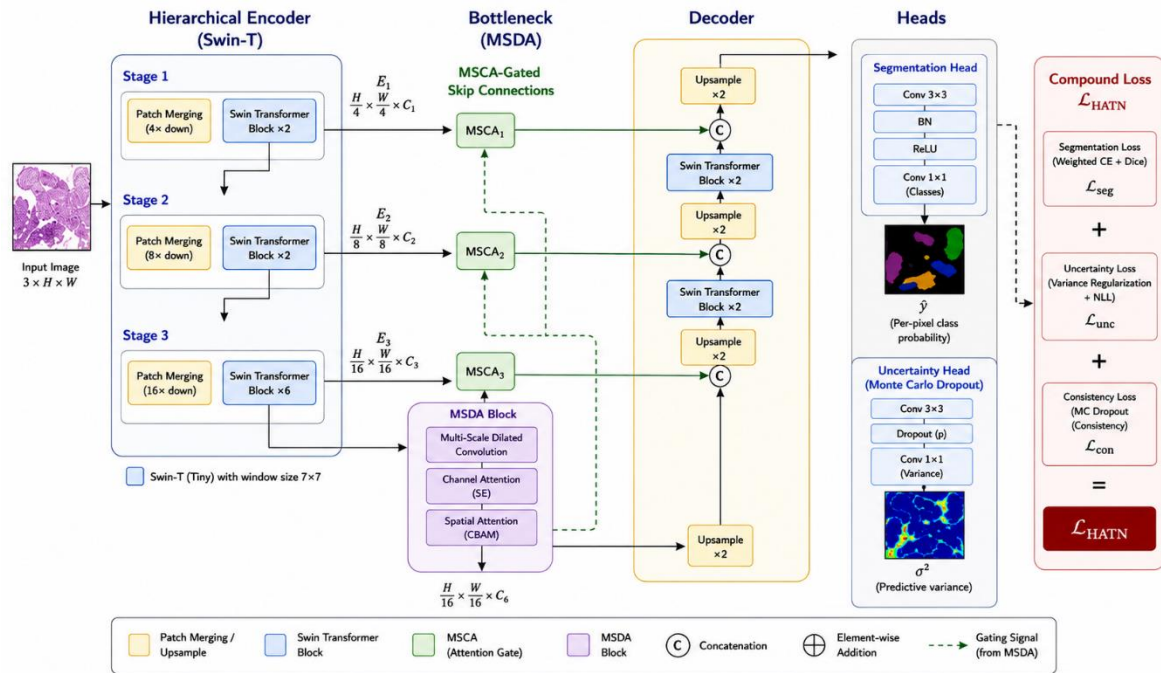 Hierarchical Encoder
(Swin-T)
Stage 1
Patch Merging
(4× down)
Swin Transformer
Block ×2
Stage 2
Patch Merging
(8× down)
Swin Transformer
Block ×2
Stage 3
Patch Merging
(16× down)
Swin Transformer
Block ×6
Input Image
3 × H × W
Swin-T (Tiny) with window size 7×7
E₁
H/4 × W/4 × C₁
E₂
H/8 × W/8 × C₂
E₃
H/16 × W/16 × C₃
Bottleneck
(MSDA)
MSCA-Gated
Skip Connections
MSCA₁
MSCA₂
MSCA₃
MSDA Block
Multi-Scale Dilated
Convolution
Channel Attention
(SE)
Spatial Attention
(CBAM)
H/16 × W/16 × C₆
Decoder
Upsample
×2
C
Swin Transformer
Block ×2
Upsample
×2
C
Swin Transformer
Block ×2
Upsample
×2
C
Upsample
×2
Heads
Segmentation Head
Conv 3×3
BN
ReLU
Conv 1×1
(Classes)
ŷ
(Per-pixel class
probability)
Uncertainty Head
(Monte Carlo Dropout)
Conv 3×3
Dropout (p)
Conv 1×1
(Variance)
σ²
(Predictive variance)
Compound Loss
ℒHATN
Segmentation Loss
(Weighted CE + Dice)
ℒseg
+
Uncertainty Loss
(Variance Regularization
+ NLL)
ℒunc
+
Consistency Loss
(MC Dropout
(Consistency)
ℒcon
=
ℒHATN
Patch Merging /
Upsample
Swin Transformer
Block
MSCA
(Attention Gate)
MSDA
Block
C
Concatenation
Element-wise
Addition
Gating Signal
(from MSDA)